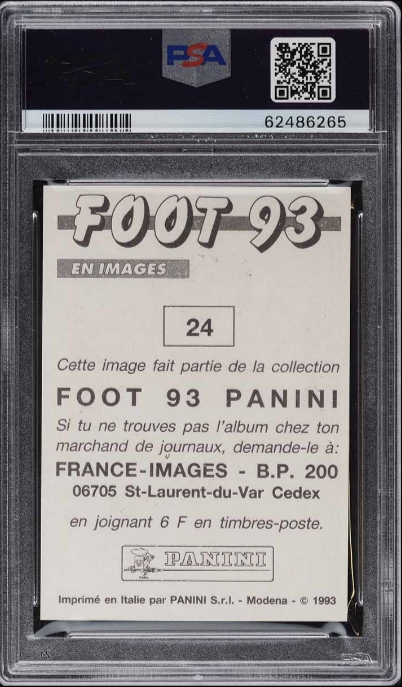 PSA
62486265
FOOT 93
EN IMAGES
24
Cette image fait partie de la collection
FOOT 93 PANINI
Si tu ne trouves pas l'album chez ton
marchand de journaux, demande-le à:
FRANCE-IMAGES - B.P. 200
06705 St-Laurent-du-Var Cedex
en joignant 6 F en timbres-poste.
PANINI
Imprimé en Italie par PANINI S.r.l. - Modena - © 1993
PSA